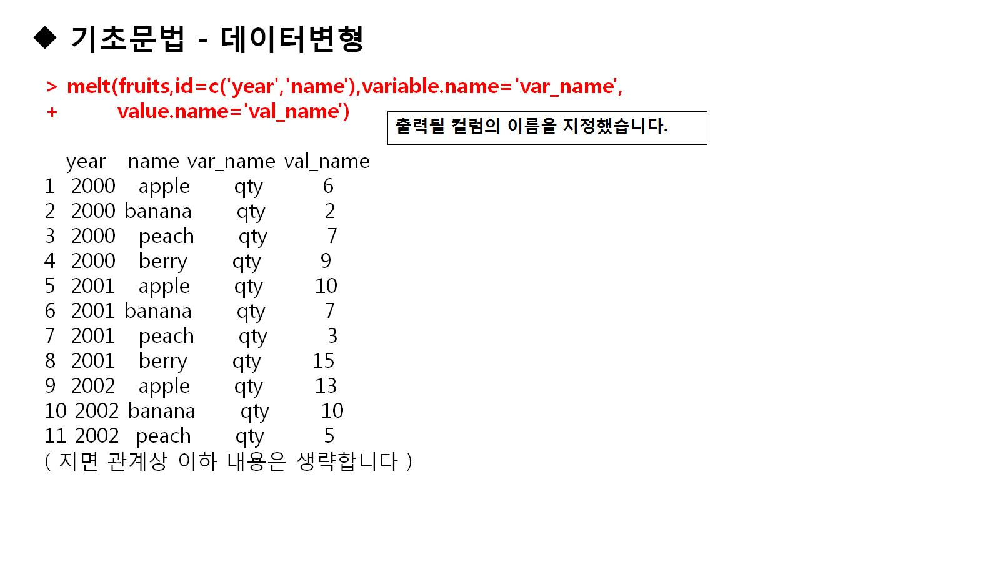 ◆ 기초문법 - 데이터변형
> melt(fruits,id=c('year','name'),variable.name='var_name',
+ value.name='val_name')
출력될 컬럼의 이름을 지정했습니다.
year name var_name val_name
1 2000 apple qty 6
2 2000 banana qty 2
3 2000 peach qty 7
4 2000 berry qty 9
5 2001 apple qty 10
6 2001 banana qty 7
7 2001 peach qty 3
8 2001 berry qty 15
9 2002 apple qty 13
10 2002 banana qty 10
11 2002 peach qty 5
( 지면 관계상 이하 내용은 생략합니다 )